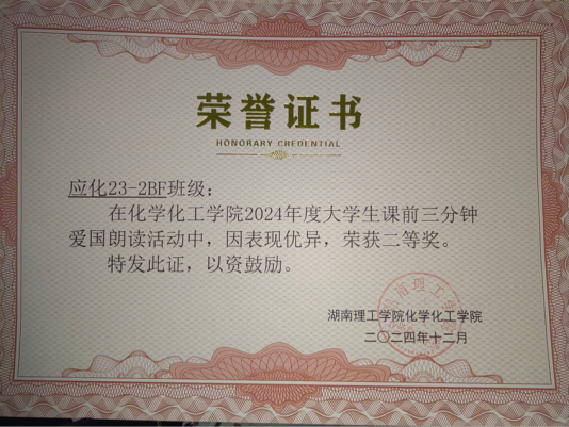 荣誉证书
HONORARY CREDENTIAL
应化23-2BF班级：
在化学化工学院2024年度大学生课前三分钟
爱国朗读活动中，因表现优异，荣获二等奖。
特发此证，以资鼓励。
湖南理工学院化学化工学院
二〇二四年十二月